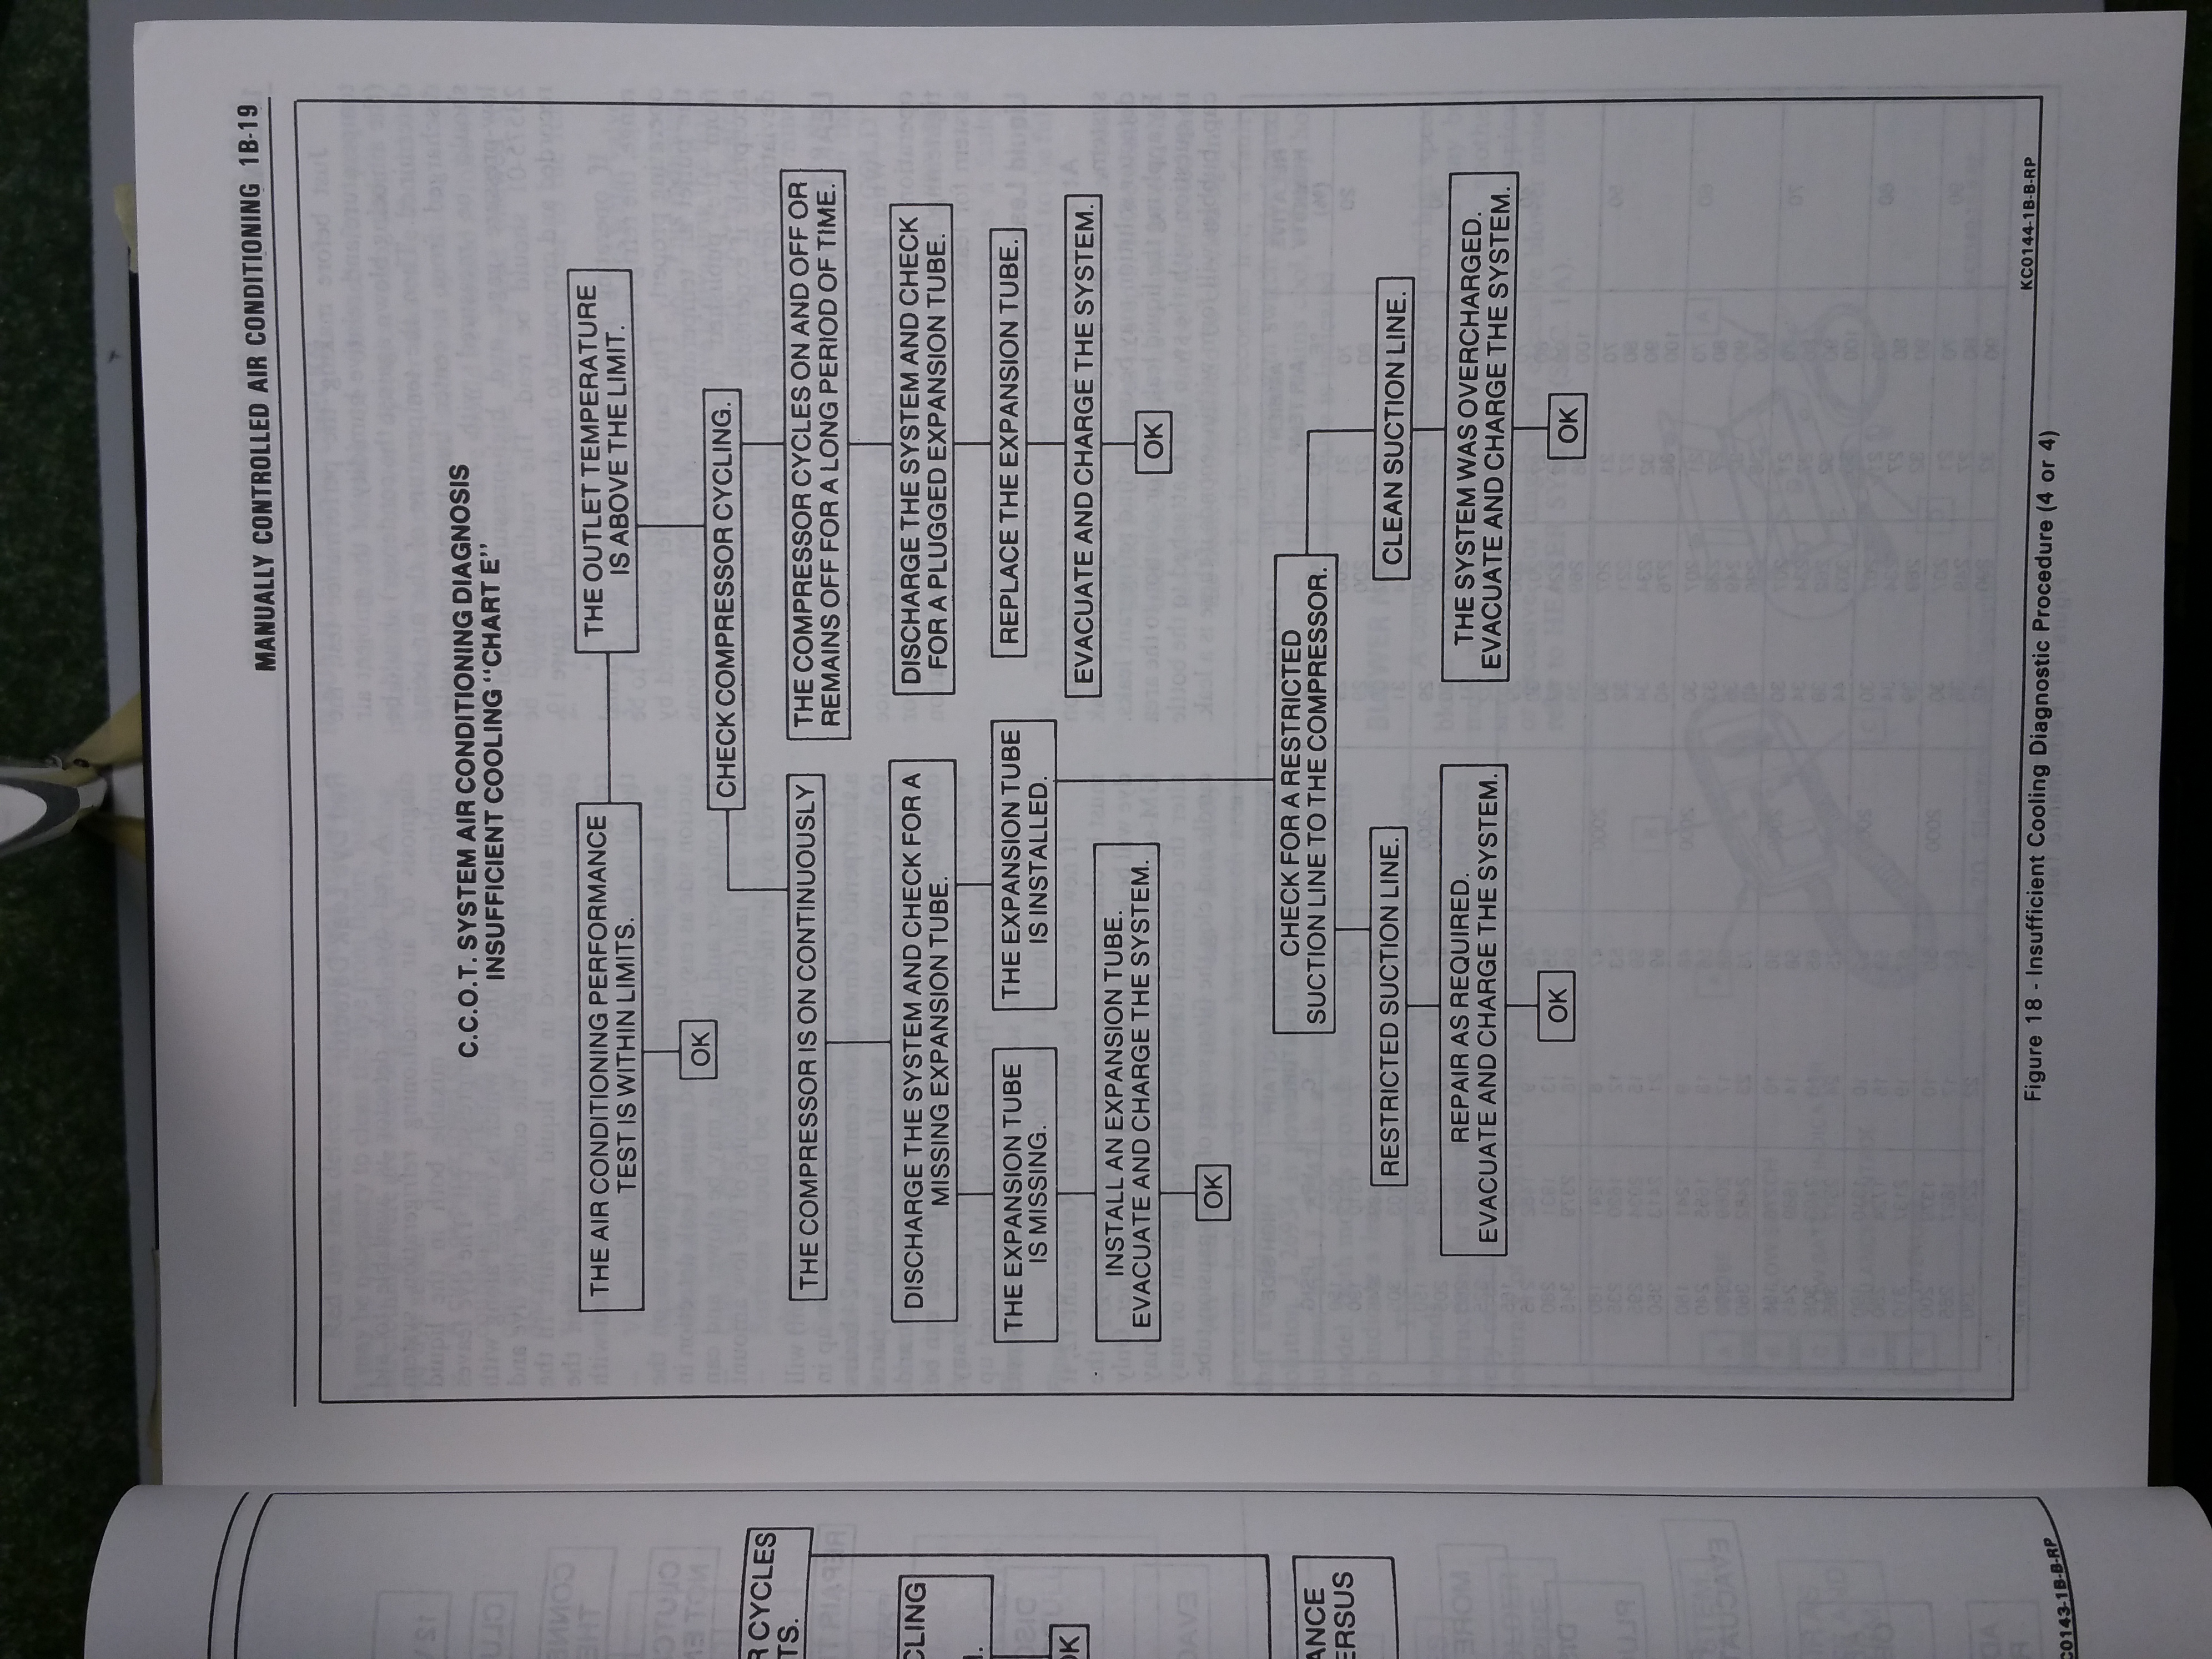 MANUALLY CONTROLLED AIR CONDITIONING 1B-19
C.C.O.T. SYSTEM AIR CONDITIONING DIAGNOSIS
INSUFFICIENT COOLING "CHART E"
THE AIR CONDITIONING PERFORMANCE
TEST IS WITHIN LIMITS.
OK
THE OUTLET TEMPERATURE
IS ABOVE THE LIMIT.
CHECK COMPRESSOR CYCLING.
THE COMPRESSOR IS ON CONTINUOUSLY
THE COMPRESSOR CYCLES ON AND OFF OR
REMAINS OFF FOR A LONG PERIOD OF TIME.
DISCHARGE THE SYSTEM AND CHECK FOR A
MISSING EXPANSION TUBE.
DISCHARGE THE SYSTEM AND CHECK
FOR A PLUGGED EXPANSION TUBE.
THE EXPANSION TUBE
IS MISSING.
THE EXPANSION TUBE
IS INSTALLED.
REPLACE THE EXPANSION TUBE.
INSTALL AN EXPANSION TUBE.
EVACUATE AND CHARGE THE SYSTEM.
OK
EVACUATE AND CHARGE THE SYSTEM.
OK
CHECK FOR A RESTRICTED
SUCTION LINE TO THE COMPRESSOR.
RESTRICTED SUCTION LINE.
CLEAN SUCTION LINE.
REPAIR AS REQUIRED.
EVACUATE AND CHARGE THE SYSTEM.
OK
THE SYSTEM WAS OVERCHARGED.
EVACUATE AND CHARGE THE SYSTEM.
OK
KC0144-1B-B-RP
Figure 18 - Insufficient Cooling Diagnostic Procedure (4 or 4)
R CYCLES
TS.
CLING
OK
ANCE
ERSUS
C0143-1B-B-RP